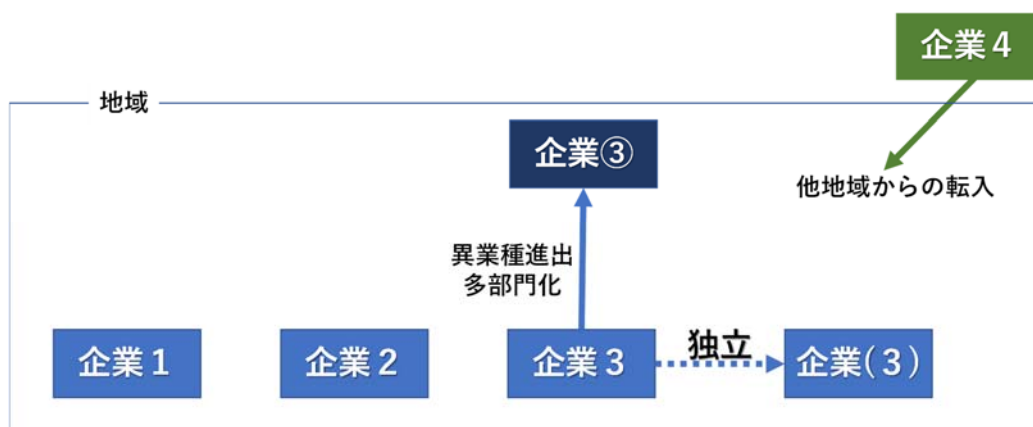 企業４
地域
企業③
他地域からの転入
異業種進出
多部門化
企業１
企業２
企業３
独立
企業(３)